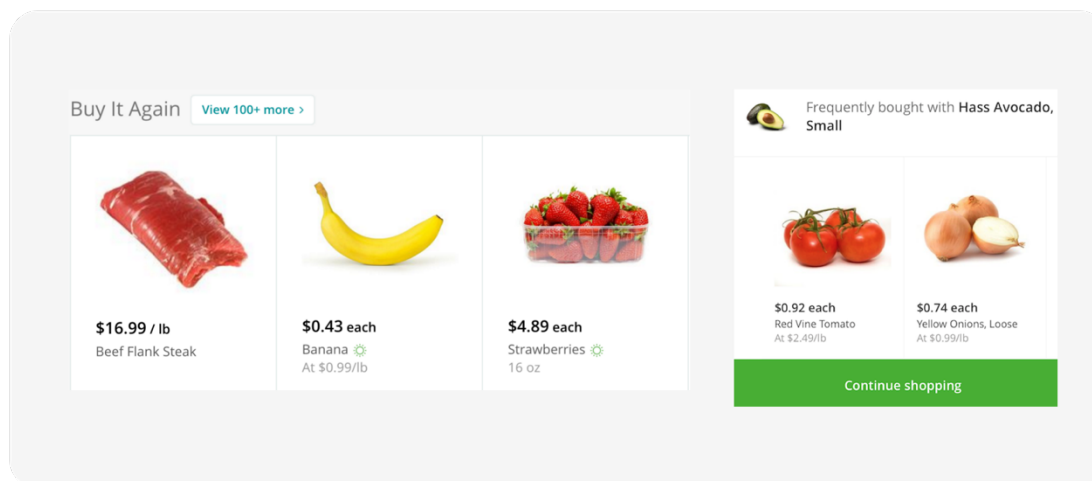 Buy It Again
View 100+ more >
$16.99 / lb
Beef Flank Steak
$0.43 each
Banana
At $0.99/lb
$4.89 each
Strawberries
16 oz
Frequently bought with Hass Avocado,
Small
$0.92 each
Red Vine Tomato
At $2.49/lb
$0.74 each
Yellow Onions, Loose
At $0.99/lb
Continue shopping